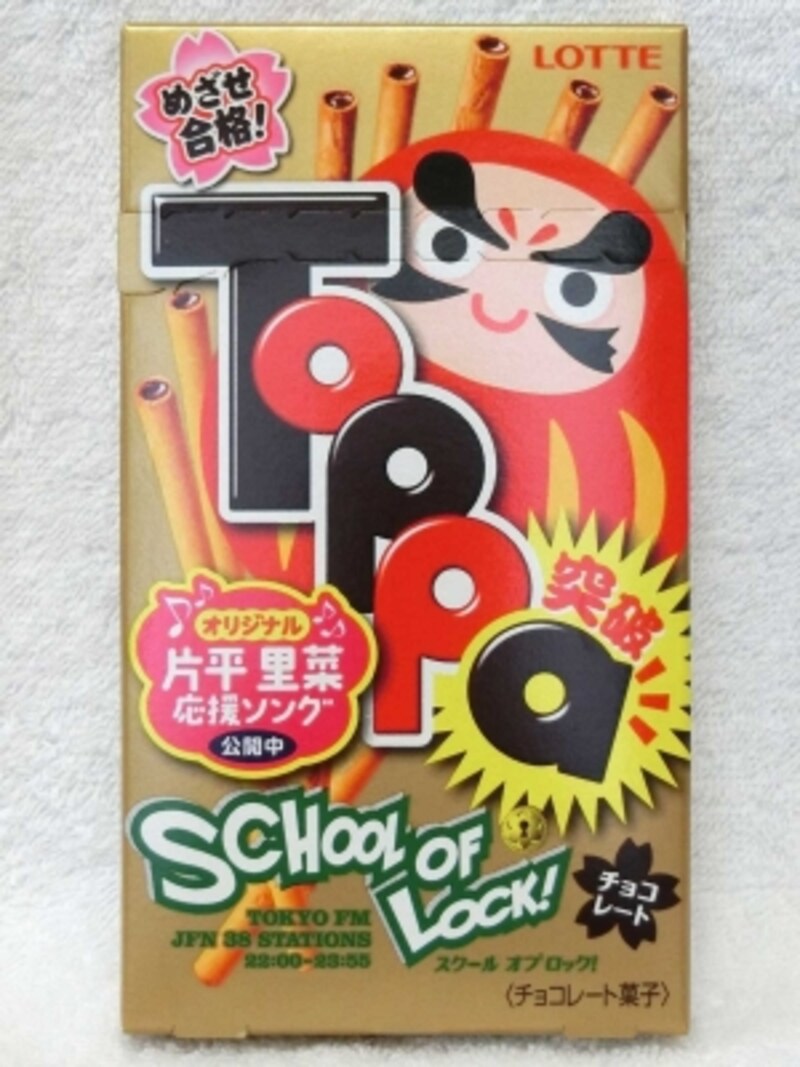 めざせ
合格!
LOTTE
Toppa
突破
オリジナル
片平里菜
応援ソング
公開中
SCHOOL OF
LOCK!
TOKYO FM
JFN 38 STATIONS
22:00-23:55
スクール オブ ロック!
チョコ
レート
〈チョコレート菓子〉